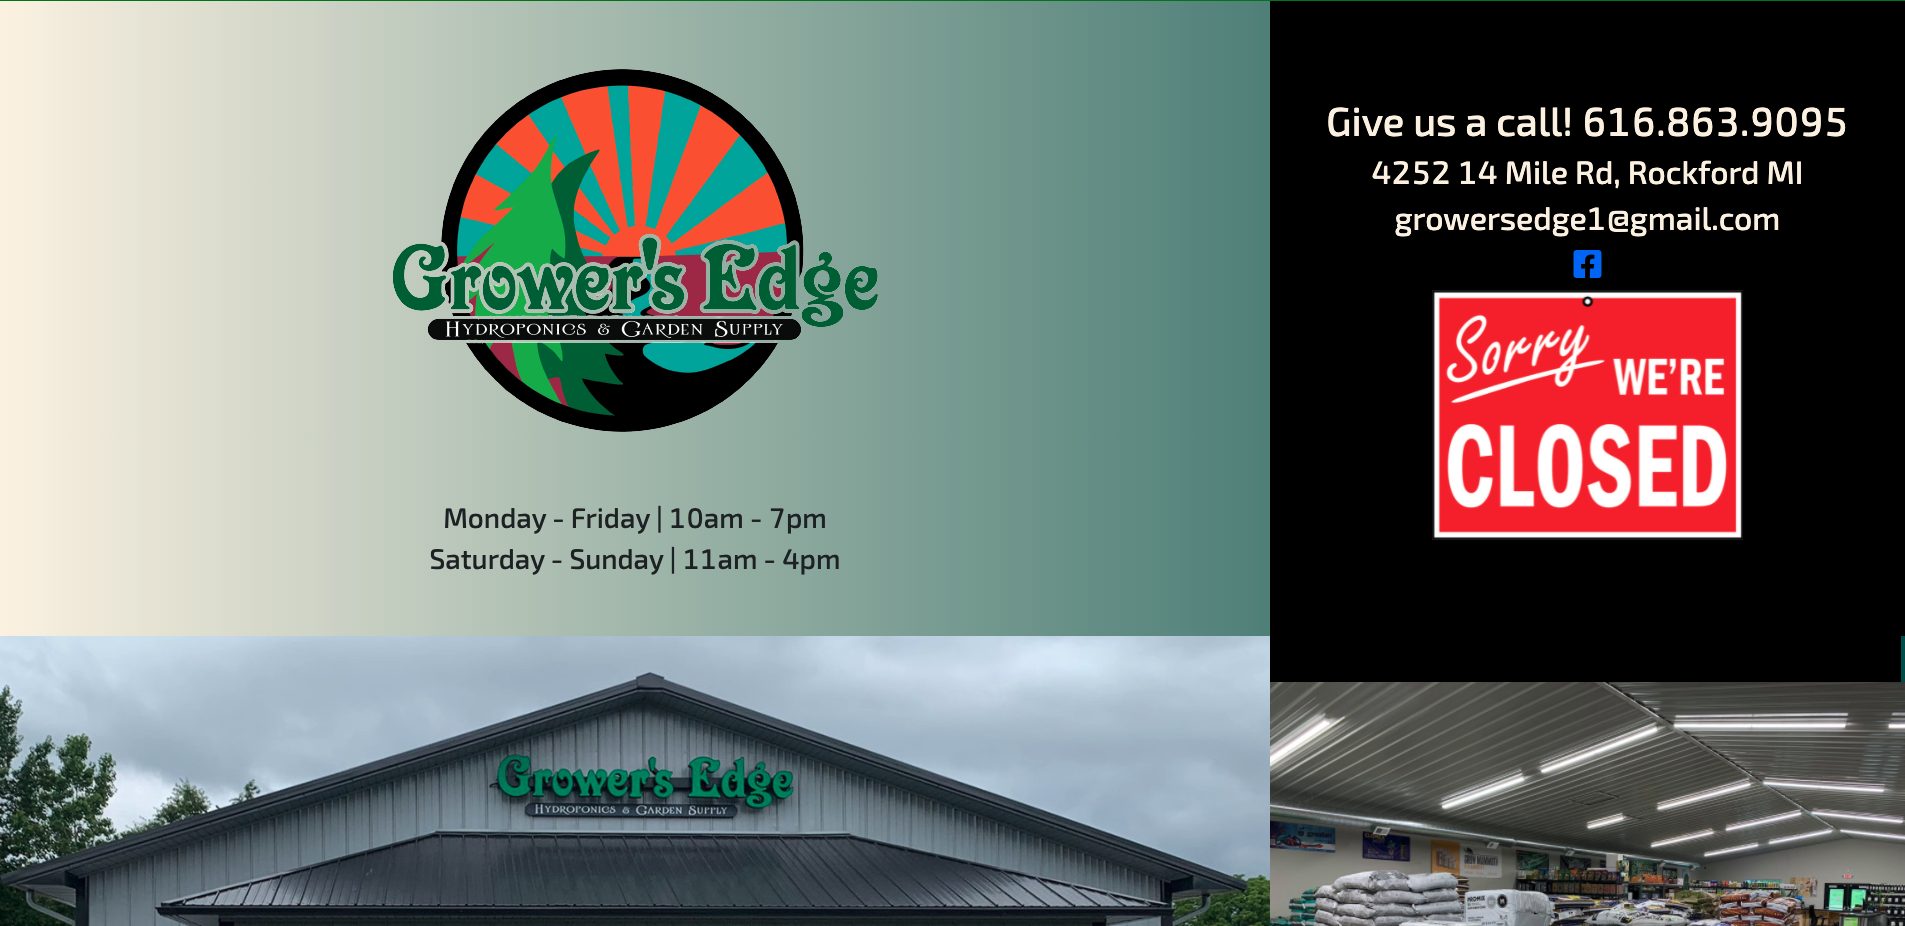 Grower's Edge
Hydroponics & Garden Supply
Monday - Friday | 10am - 7pm
Saturday - Sunday | 11am - 4pm
Give us a call! 616.863.9095
4252 14 Mile Rd, Rockford MI
growersedge1@gmail.com
Sorry WE'RE
CLOSED
Grower's Edge
Hydroponics & Garden Supply